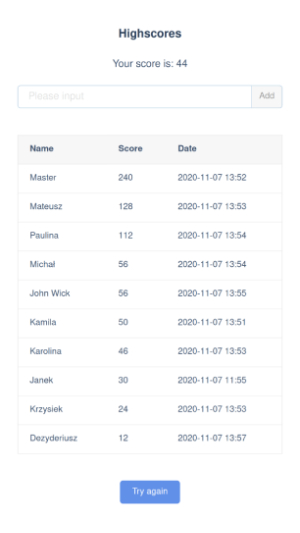 Highscores
Your score is: 44
Please input
Add
Name Score Date
Master 240 2020-11-07 13:52
Mateusz 128 2020-11-07 13:53
Paulina 112 2020-11-07 13:54
Michał 56 2020-11-07 13:54
John Wick 56 2020-11-07 13:55
Kamila 50 2020-11-07 13:51
Karolina 46 2020-11-07 13:53
Janek 30 2020-11-07 11:55
Krzysiek 24 2020-11-07 13:53
Dezyderiusz 12 2020-11-07 13:57
Try again